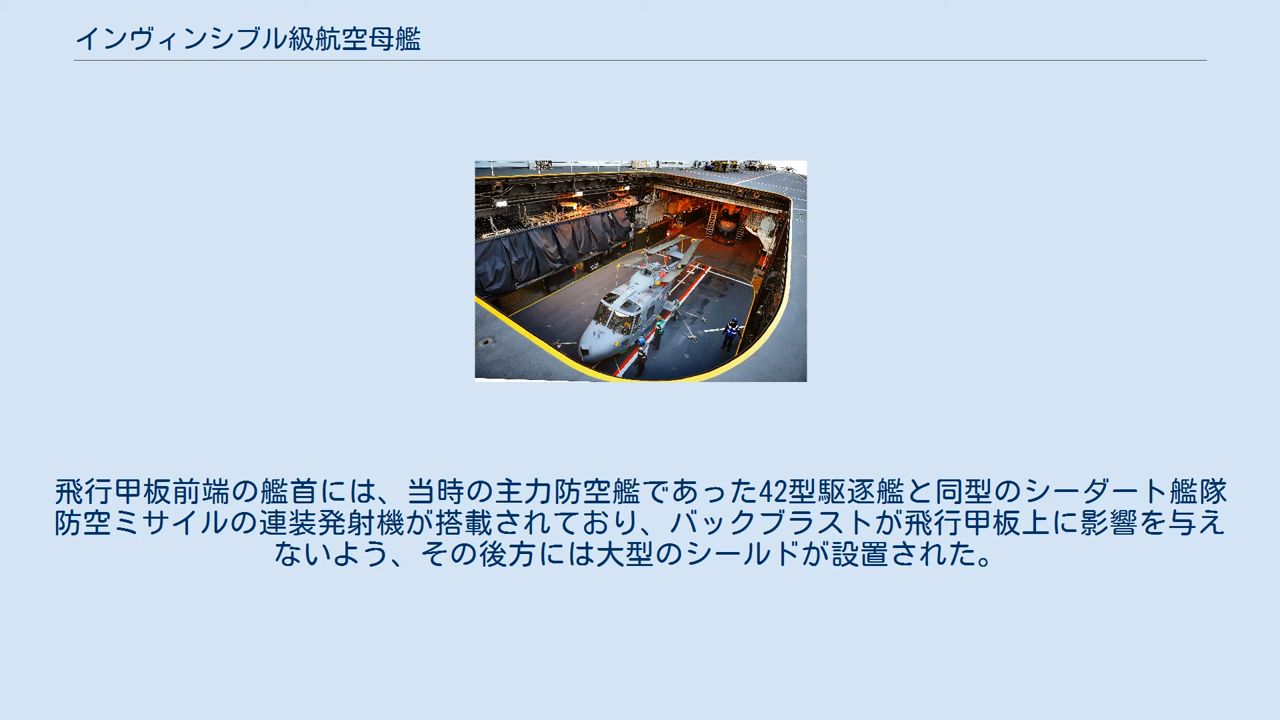 インヴィンシブル級航空母艦
飛行甲板前端の艦首には、当時の主力防空艦であった42型駆逐艦と同型のシーダート艦隊
防空ミサイルの連装発射機が搭載されており、バックブラストが飛行甲板上に影響を与え
ないよう、その後方には大型のシールドが設置された。